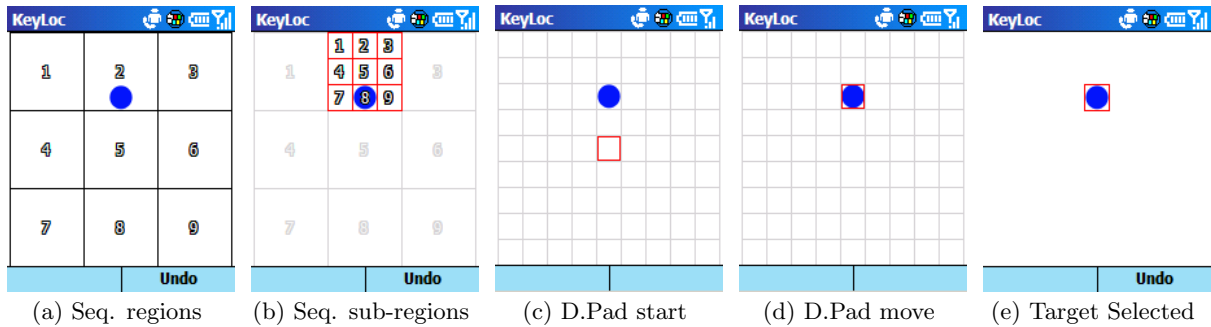 KeyLoc
1 2 3
4 5 6
7 8 9
Undo
(a) Seq. regions
KeyLoc
1 2 3
4 5 6
7 8 9
1 3
4 5 6
7 8 9
Undo
(b) Seq. sub-regions
KeyLoc
(c) D.Pad start
KeyLoc
(d) D.Pad move
KeyLoc
Undo
(e) Target Selected